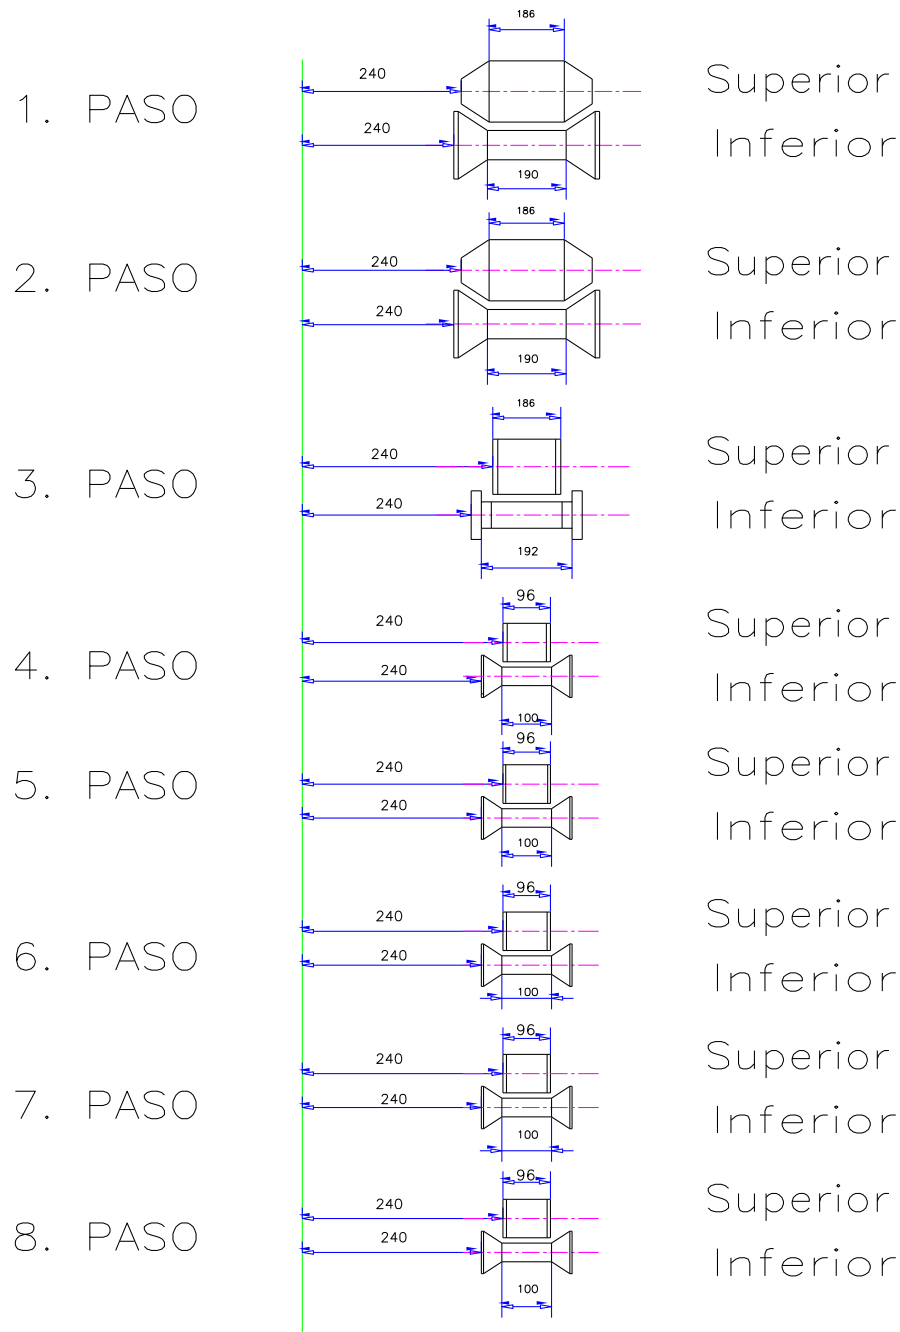 186
240
Superior
1. PASO
240
Inferior
190
186
240
Superior
2. PASO
240
Inferior
190
186
240
Superior
3. PASO
240
Inferior
192
96
240
Superior
4. PASO
240
Inferior
100
96
240
Superior
5. PASO
240
Inferior
100
96
240
Superior
6. PASO
240
Inferior
100
96
240
Superior
7. PASO
240
Inferior
100
96
240
Superior
8. PASO
240
Inferior
100